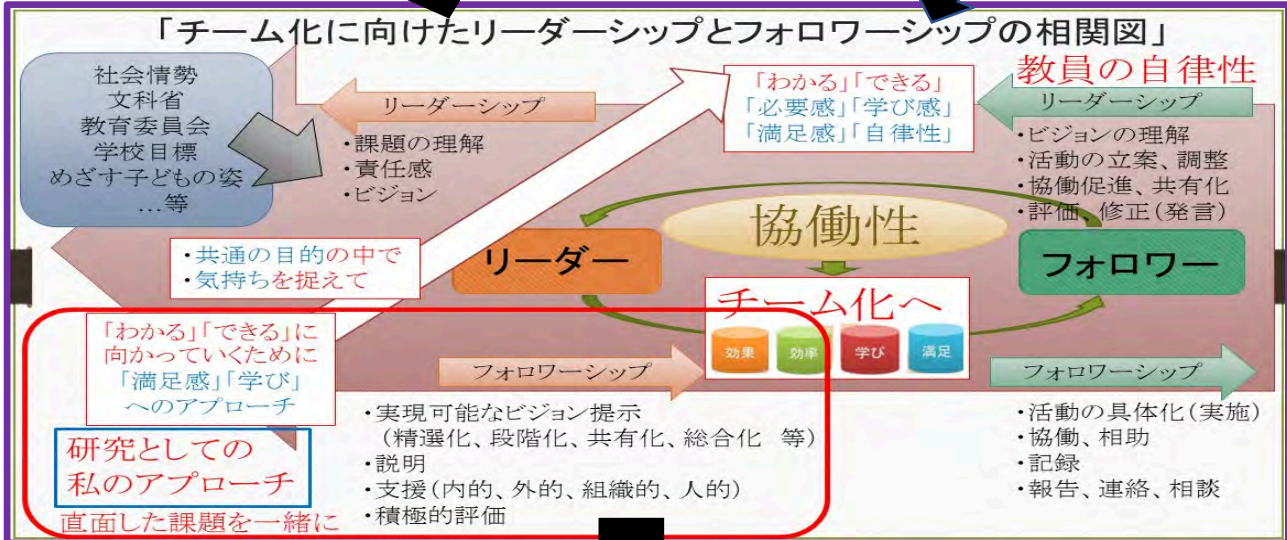 「チーム化に向けたリーダーシップとフォロワーシップの相関図」
社会情勢
文科省
教育委員会
学校目標
めざす子どもの姿
…等
リーダーシップ
・課題の理解
・責任感
・ビジョン
「わかる」「できる」
「必要感」「学び感」
「満足感」「自律性」
教員の自律性
リーダーシップ
・ビジョンの理解
・活動の立案、調整
・協働促進、共有化
・評価、修正(発言)
・共通の目的の中で
・気持ちを捉えて
リーダー
協働性
フォロワー
チーム化へ
効果
効率
学び
満足
「わかる」「できる」に
向かっていくために
「満足感」「学び」
へのアプローチ
研究としての
私のアプローチ
直面した課題を一緒に
フォロワーシップ
・実現可能なビジョン提示
(精選化、段階化、共有化、総合化 等)
・説明
・支援(内的、外的、組織的、人的)
・積極的評価
フォロワーシップ
・活動の具体化(実施)
・協働、相助
・記録
・報告、連絡、相談